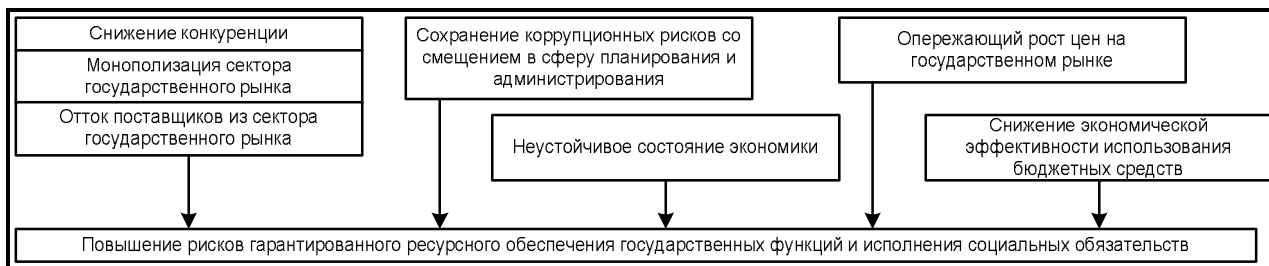 Снижение конкуренции
Монополизация сектора
государственного рынка
Отток поставщиков из сектора
государственного рынка
Сохранение коррупционных рисков со
смещением в сферу планирования и
администрирования
Неустойчивое состояние экономики
Опережающий рост цен на
государственном рынке
Снижение экономической
эффективности использования
бюджетных средств
Повышение рисков гарантированного ресурсного обеспечения государственных функций и исполнения социальных обязательств